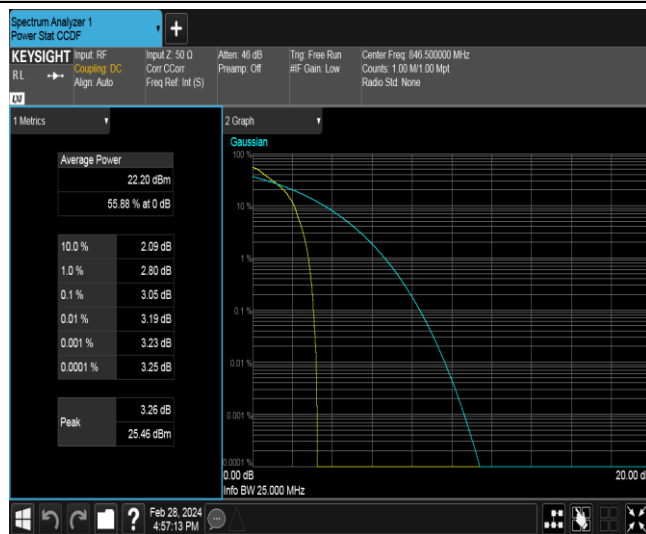 Spectrum Analyzer 1
Power Stat CCDF
KEYSIGHT
RL
Input: RF
Coupling: DC
Align: Auto
Input Z: 50 Ω
Corr CCorr
Freq Ref: Int (S)
Atten: 46 dB
Preamp: Off
Trig: Free Run
#IF Gain: Low
Center Freq: 846.500000 MHz
Counts: 1.00 M/1.00 Mpt
Radio Std: None
LXI
1 Metrics
Average Power
22.20 dBm
55.88 % at 0 dB
10.0 % 2.09 dB
1.0 % 2.80 dB
0.1 % 3.05 dB
0.01 % 3.19 dB
0.001 % 3.23 dB
0.0001 % 3.25 dB
Peak
3.26 dB
25.46 dBm
2 Graph
Gaussian
100 %
10 %
1 %
0.1 %
0.01 %
0.001 %
0.0001 %
0.00 dB
20.00 d
Info BW 25.000 MHz
?
Feb 28, 2024
4:57:13 PM